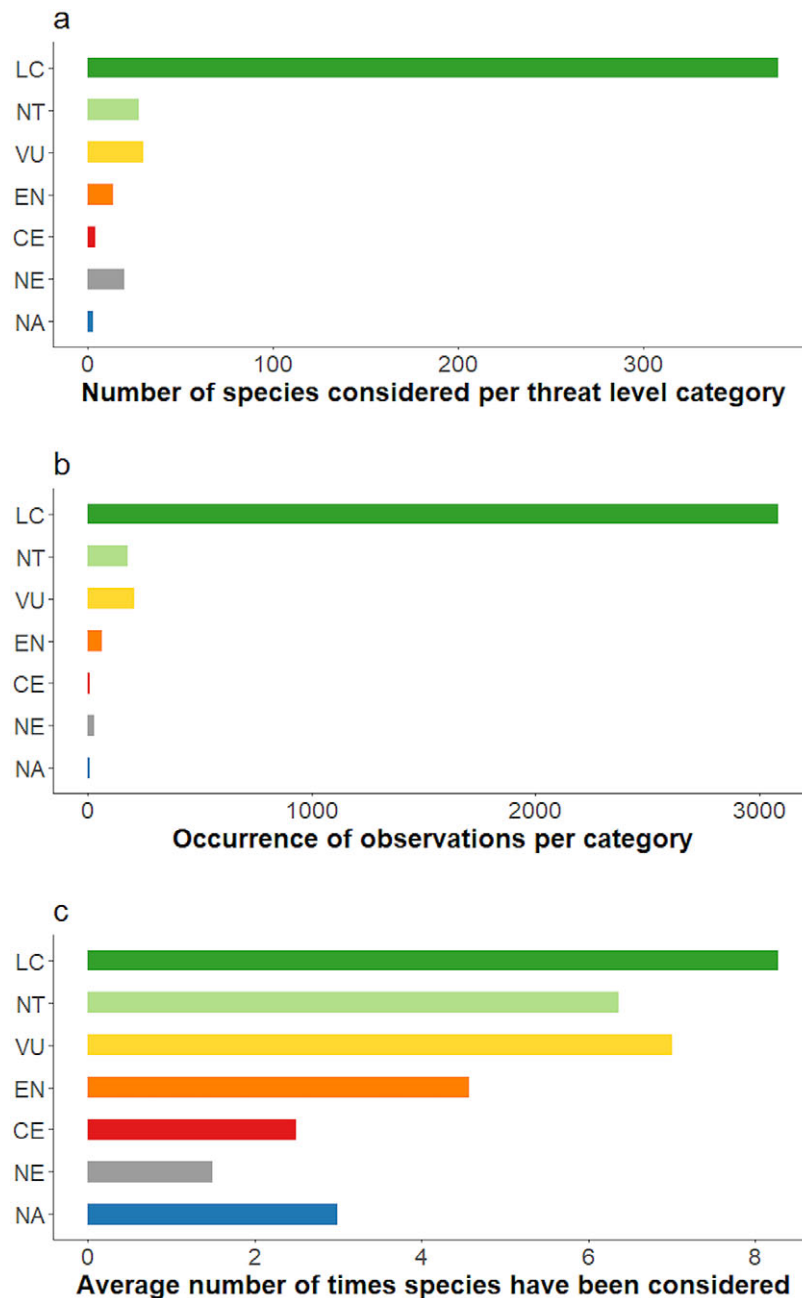 a
LC
NT
VU
EN
CE
NE
NA
0 100 200 300
Number of species considered per threat level category
b
LC
NT
VU
EN
CE
NE
NA
0 1000 2000 3000
Occurrence of observations per category
c
LC
NT
VU
EN
CE
NE
NA
0 2 4 6 8
Average number of times species have been considered